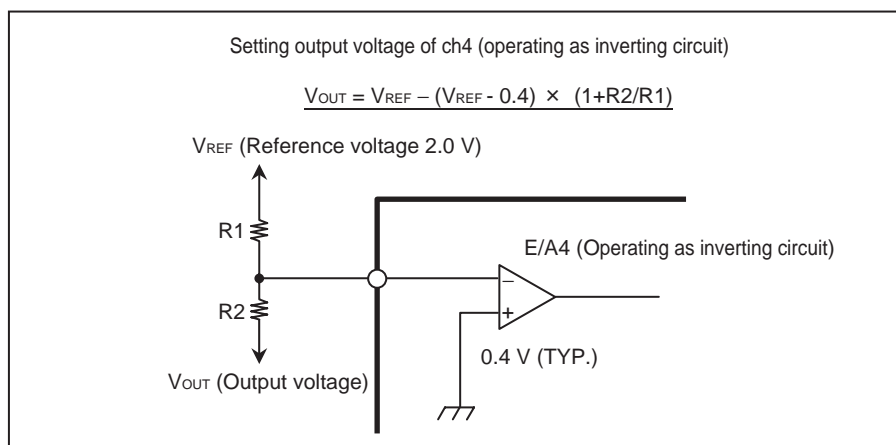 Setting output voltage of ch4 (operating as inverting circuit)
VOUT = VREF – (VREF - 0.4) × (1+R2/R1)
VREF (Reference voltage 2.0 V)
R1
E/A4 (Operating as inverting circuit)
–
R2
+
0.4 V (TYP.)
VOUT (Output voltage)